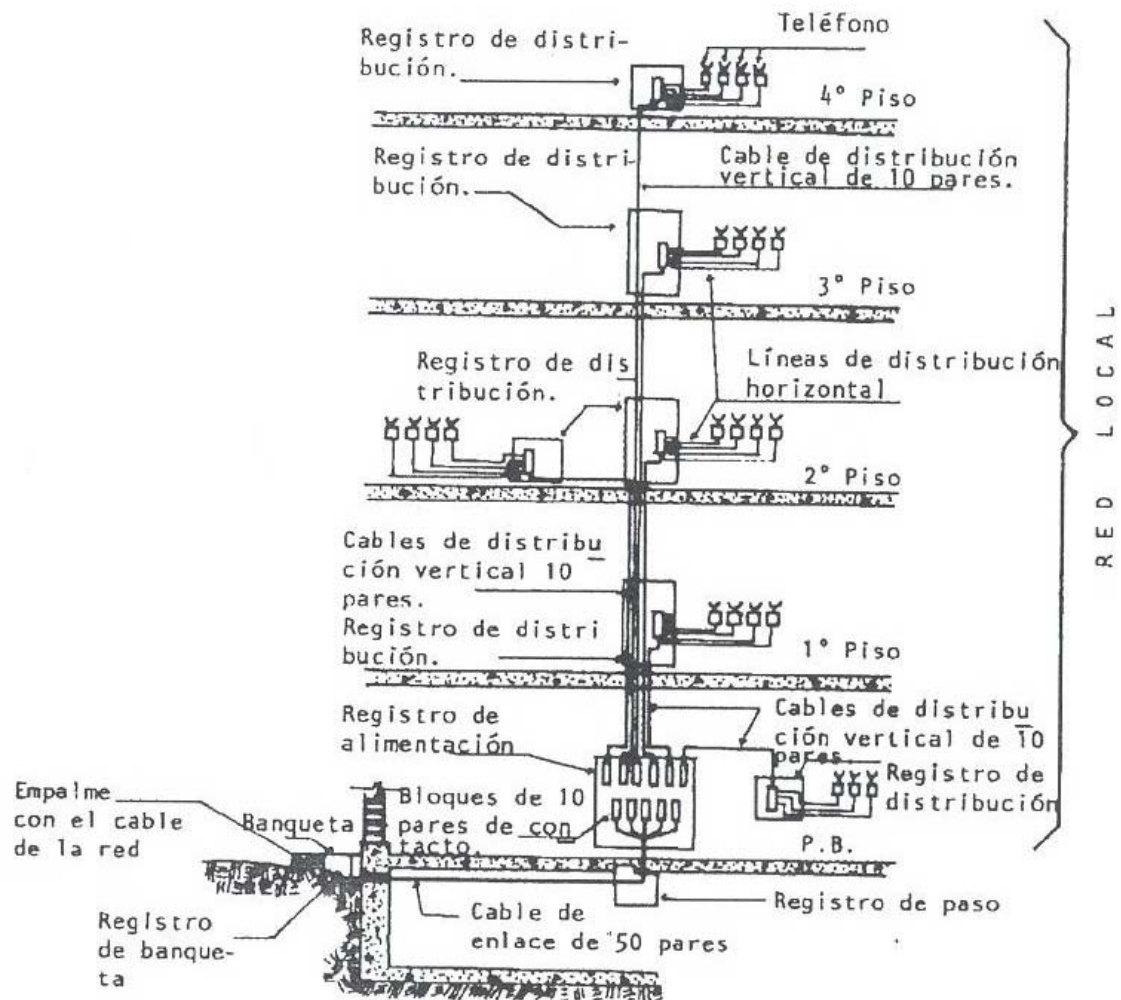 Teléfono
Registro de distri-
bución.
4° Piso
Registro de distri-
bución.
Cable de distribución
vertical de 10 pares.
3° Piso
Registro de dis
tribución.
Líneas de distribución
horizontal
2° Piso
RED LOCAL
Cables de distribu
ción vertical 10
pares.
Registro de distri
bución.
1° Piso
Registro de
alimentación
Cables de distribu
ción vertical de 10
pares
Registro de
distribución
Empalme
con el cable
de la red
Banqueta
Bloques de 10
pares de con
tacto.
P.B.
Registro
de banque-
ta
Cable de
enlace de 50 pares
Registro de paso